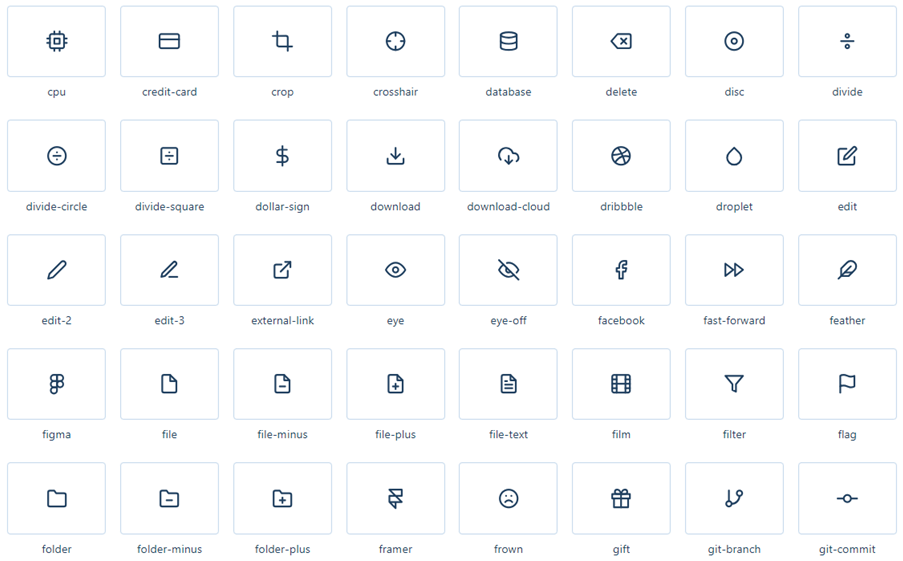 cpu credit-card crop crosshair database delete disc divide
divide-circle divide-square dollar-sign download download-cloud dribbble droplet edit
edit-2 edit-3 external-link eye eye-off facebook fast-forward feather
figma file file-minus file-plus file-text film filter flag
folder folder-minus folder-plus framer frown gift git-branch git-commit